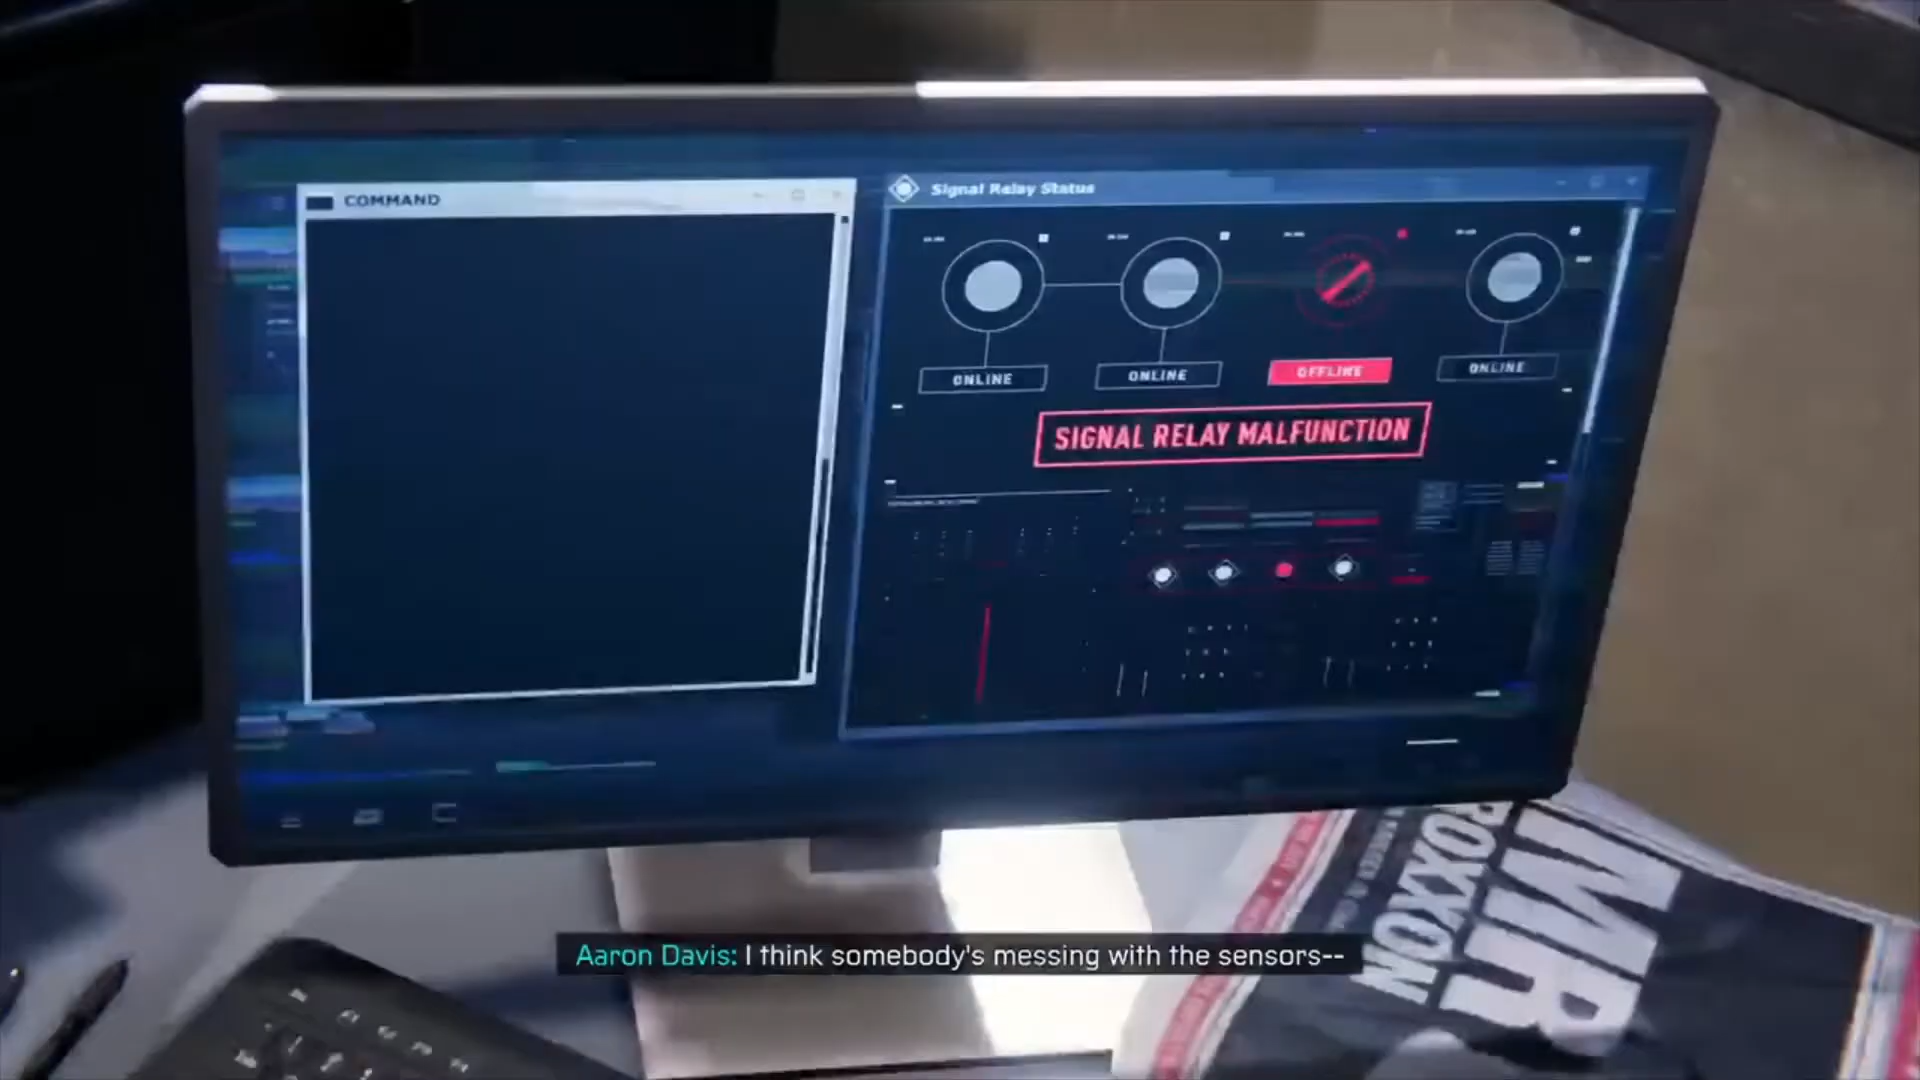 COMMAND
Signal Relay Status
ONLINE
ONLINE
OFFLINE
ONLINE
SIGNAL RELAY MALFUNCTION
MR
ROXXON
Aaron Davis: I think somebody's messing with the sensors--